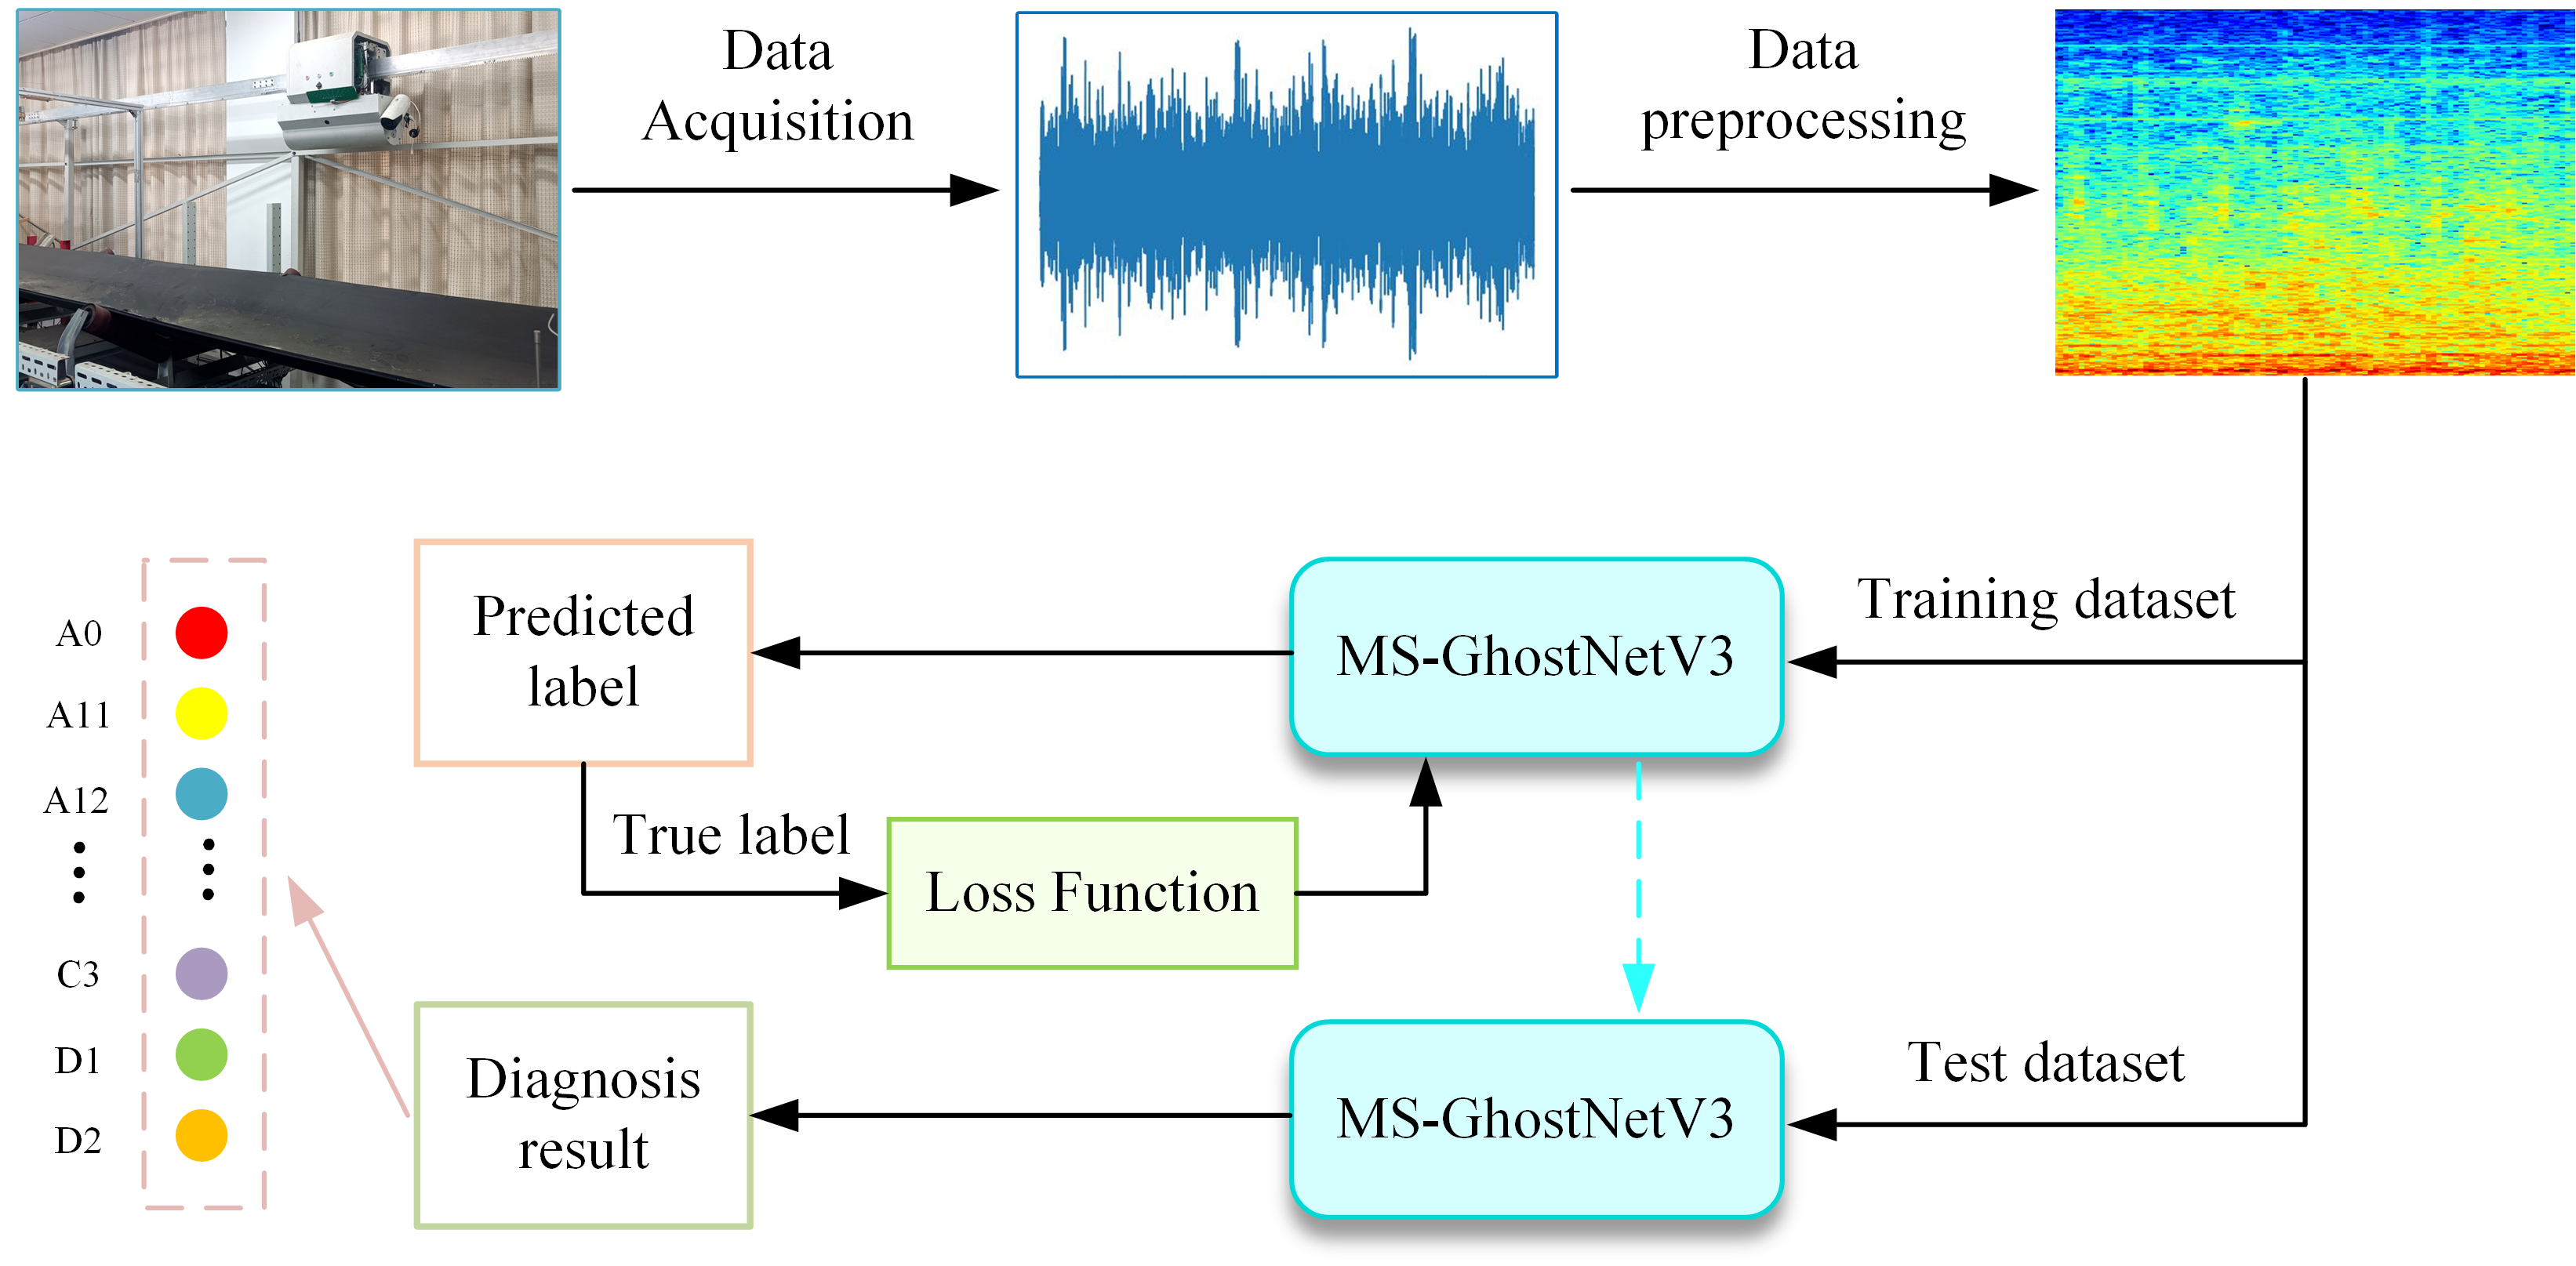 Data
Acquisition
Data
preprocessing
Training dataset
MS-GhostNetV3
Predicted
label
True label
Loss Function
Test dataset
MS-GhostNetV3
Diagnosis
result
A0
A11
A12
C3
D1
D2